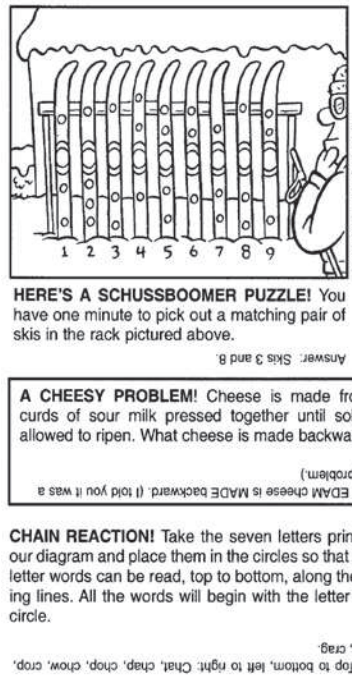 1 2 3 4 5 6 7 8 9
HERE'S A SCHUSSBOOMER PUZZLE! You
have one minute to pick out a matching pair of
skis in the rack pictured above.
Answer: Skis 3 and 8.
A CHEESY PROBLEM! Cheese is made fro
curds of sour milk pressed together until so
allowed to ripen. What cheese is made backwa
EDAM cheese is MADE backward. (I told you it was a
problem.)
CHAIN REACTION! Take the seven letters prin
our diagram and place them in the circles so that
letter words can be read, top to bottom, along the
ing lines. All the words will begin with the letter
circle.
Top to bottom, left to right: Chat, chap, chop, chow, crop,
, crag.